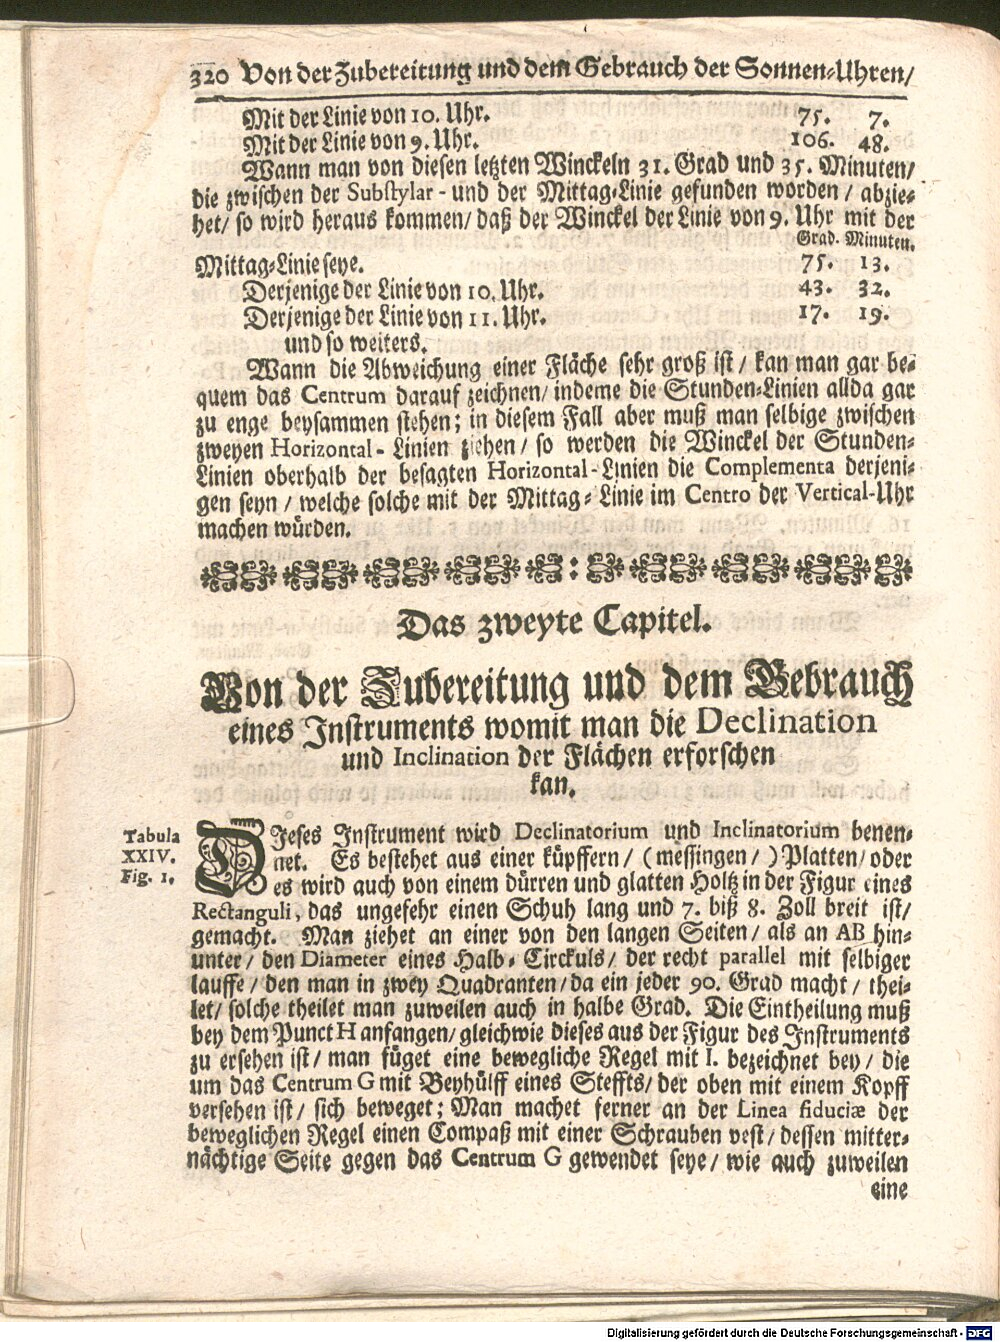 320 Von der Zubereitung und dem Gebrauch der Sonnen-Uhren/
Mit der Linie von 10. Uhr. 75. 7.
Mit der Linie von 9. Uhr. 106. 48.
Wann man von diesen letzten Winckeln 31. Grad und 35. Minuten/
die zwischen der Substylar- und der Mittag-Linie gefunden worden/ abzie-
het/ so wird heraus kommen/ daß der Winckel der Linie von 9. Uhr mit der
Grad. Minuten.
Mittag-Linie seye. 75. 13.
Derjenige der Linie von 10. Uhr. 43. 32.
Derjenige der Linie von 11. Uhr. 17. 19.
und so weiters.
Wann die Abweichung einer Fläche sehr groß ist/ kan man gar be-
quem das Centrum darauf zeichnen/ indeme die Stunden-Linien allda gar
zu enge beysammen stehen; in diesem Fall aber muß man selbige zwischen
zweyen Horizontal-Linien ziehen/ so werden die Winckel der Stunden-
Linien oberhalb der besagten Horizontal-Linien die Complementa derjeni-
gen seyn/ welche solche mit der Mittag-Linie im Centro der Vertical-Uhr
machen würden.
Das zweyte Capitel.
Von der Zubereitung und dem Gebrauch
eines Instruments womit man die Declination
und Inclination der Flächen erforschen
kan.
Tabula
XXIV.
Fig. 1.
Dieses Instrument wird Declinatorium und Inclinatorium benen-
net. Es bestehet aus einer küpffern/ (messingen/) Platten/ oder
es wird auch von einem dürren und glatten Holtz in der Figur eines
Rectanguli, das ungefehr einen Schuh lang und 7. biß 8. Zoll breit ist/
gemacht. Man ziehet an einer von den langen Seiten/ als an AB hin-
unter/ den Diameter eines Halb-Circkuls/ der recht parallel mit selbiger
lauffe/ den man in zwey Quadranten/ da ein jeder 90. Grad macht/ thei-
let/ solche theilet man zuweilen auch in halbe Grad. Die Eintheilung muß
bey dem Punct H anfangen/ gleichwie dieses aus der Figur des Instruments
zu ersehen ist/ man füget eine bewegliche Regel mit I. bezeichnet bey/ die
um das Centrum G mit Beyhülff eines Steffts/ der oben mit einem Kopff
versehen ist/ sich beweget; Man machet ferner an der Linea fiduciæ der
beweglichen Regel einen Compaß mit einer Schrauben vest/ dessen mitter-
nächtige Seite gegen das Centrum G gewendet seye/ wie auch zuweilen
eine
Digitalisierung gefördert durch die Deutsche Forschungsgemeinschaft - DFG